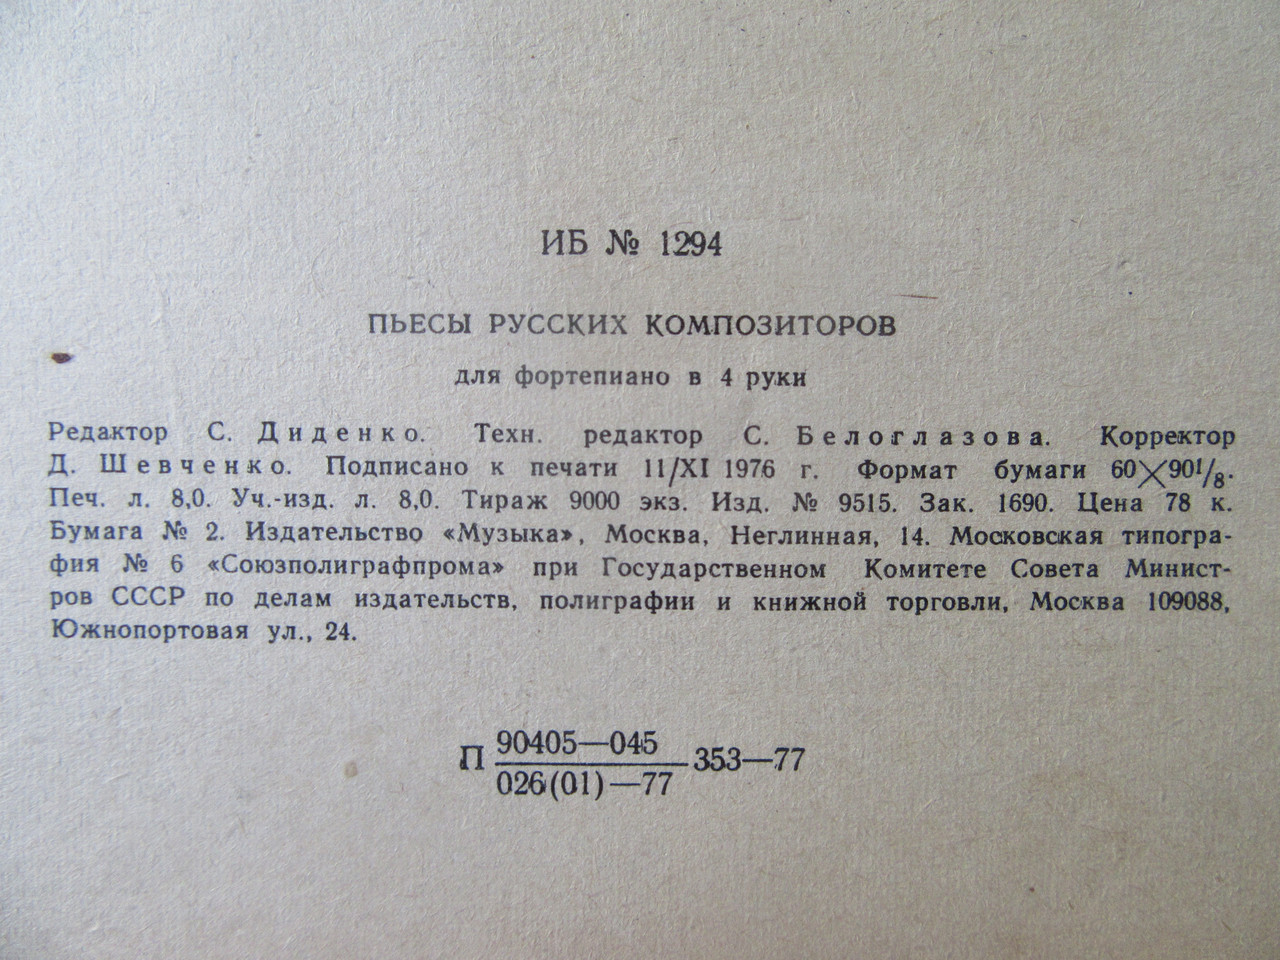 ИБ № 1294
ПЬЕСЫ РУССКИХ КОМПОЗИТОРОВ
для фортепиано в 4 руки
Редактор С. Диденко. Техн. редактор С. Белоглазова. Корректор
Д. Шевченко. Подписано к печати 11/XI 1976 г. Формат бумаги 60×90¹/₈.
Печ. л. 8,0. Уч.-изд. л. 8,0. Тираж 9000 экз. Изд. № 9515. Зак. 1690. Цена 78 к.
Бумага № 2. Издательство «Музыка», Москва, Неглинная, 14. Московская типогра-
фия № 6 «Союзполиграфпрома» при Государственном Комитете Совета Минист-
ров СССР по делам издательств, полиграфии и книжной торговли, Москва 109088,
Южнопортовая ул., 24.
90405—045
П 353—77
026(01)—77